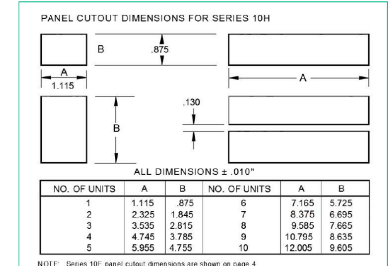 PANEL CUTOUT DIMENSIONS FOR SERIES 10H
B .875
A
1.115
A
.130
B
ALL DIMENSIONS ± .010"
NO. OF UNITS A B NO. OF UNITS A B
1 1.115 .875 6 7.165 5.725
2 2.325 1.845 7 8.375 6.695
3 3.535 2.815 8 9.585 7.665
4 4.745 3.785 9 10.795 8.635
5 5.955 4.755 10 12.005 9.605
NOTE: Series 10F panel cutout dimensions are shown on page 4